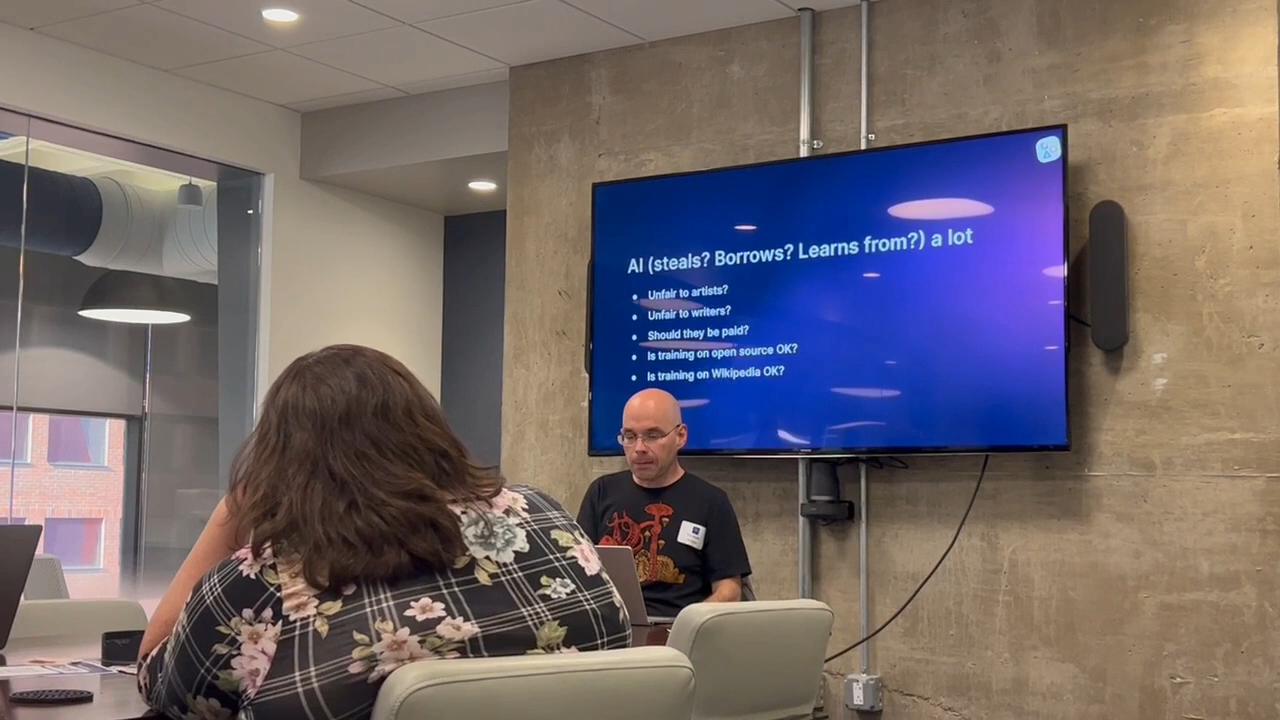 AI (steals? Borrows? Learns from?) a lot
Unfair to artists?
Unfair to writers?
Should they be paid?
Is training on open source OK?
Is training on Wikipedia OK?